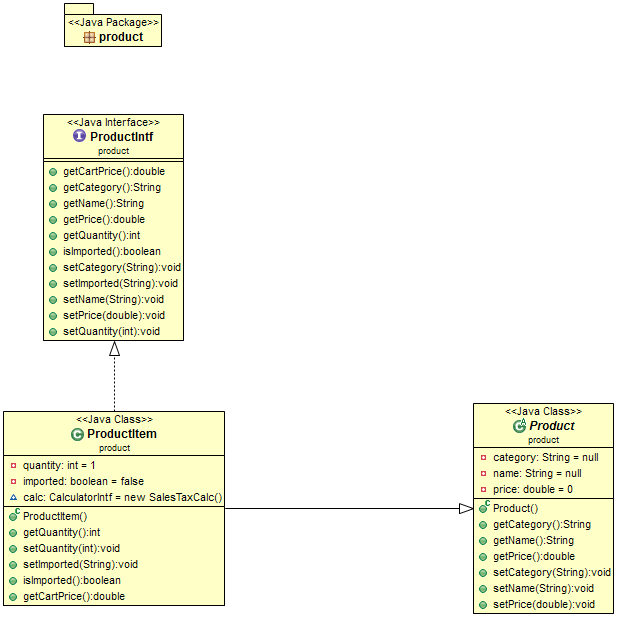 <<Java Package>>
product
<<Java Interface>>
ProductIntf
product
getCartPrice():double
getCategory():String
getName():String
getPrice():double
getQuantity():int
isImported():boolean
setCategory(String):void
setImported(String):void
setName(String):void
setPrice(double):void
setQuantity(int):void
<<Java Class>>
ProductItem
product
quantity: int = 1
imported: boolean = false
calc: CalculatorIntf = new SalesTaxCalc()
ProductItem()
getQuantity():int
setQuantity(int):void
setImported(String):void
isImported():boolean
getCartPrice():double
<<Java Class>>
Product
product
category: String = null
name: String = null
price: double = 0
Product()
getCategory():String
getName():String
getPrice():double
setCategory(String):void
setName(String):void
setPrice(double):void